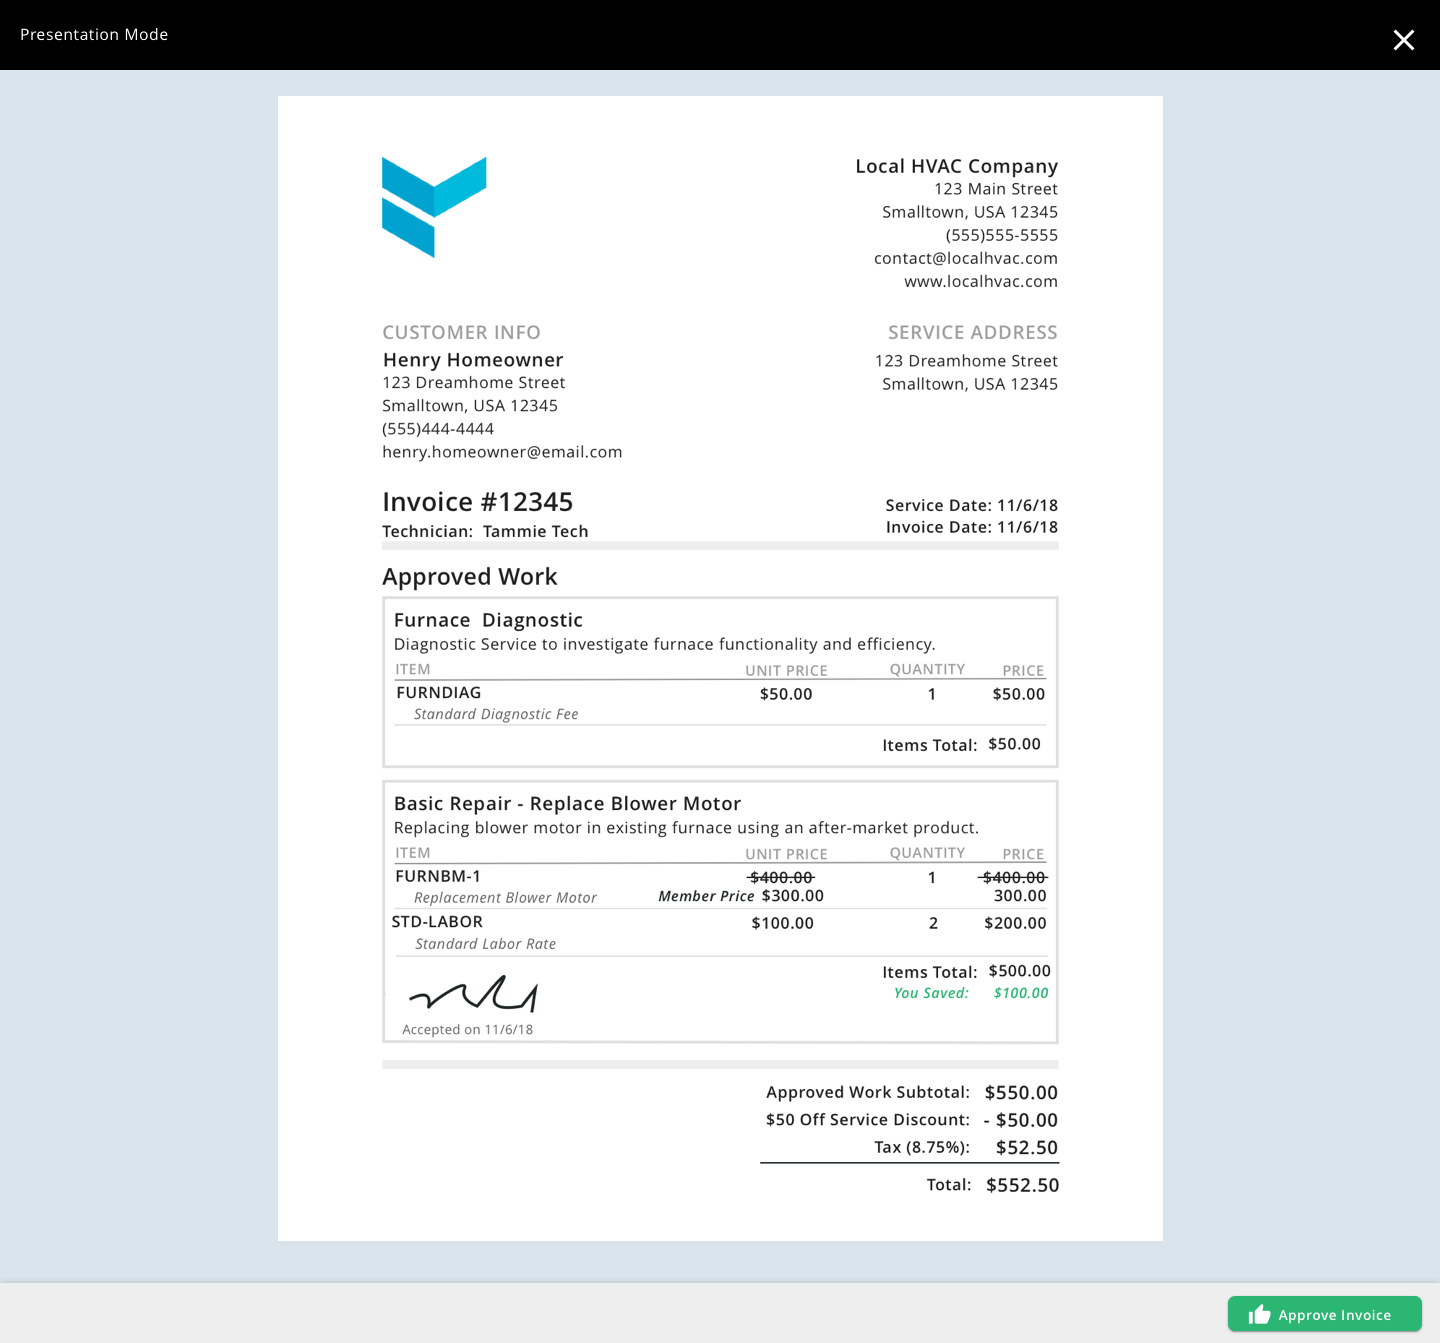 Presentation Mode
Local HVAC Company
123 Main Street
Smalltown, USA 12345
(555)555-5555
contact@localhvac.com
www.localhvac.com
CUSTOMER INFO
Henry Homeowner
123 Dreamhome Street
Smalltown, USA 12345
(555)444-4444
henry.homeowner@email.com
SERVICE ADDRESS
123 Dreamhome Street
Smalltown, USA 12345
Invoice #12345
Technician: Tammie Tech
Service Date: 11/6/18
Invoice Date: 11/6/18
Approved Work
Furnace Diagnostic
Diagnostic Service to investigate furnace functionality and efficiency.
ITEM UNIT PRICE QUANTITY PRICE
FURNDIAG $50.00 1 $50.00
Standard Diagnostic Fee
Items Total: $50.00
Basic Repair - Replace Blower Motor
Replacing blower motor in existing furnace using an after-market product.
ITEM UNIT PRICE QUANTITY PRICE
FURNBM-1 $400.00 1 $400.00
Replacement Blower Motor Member Price $300.00 300.00
STD-LABOR $100.00 2 $200.00
Standard Labor Rate
Items Total: $500.00
You Saved: $100.00
Accepted on 11/6/18
Approved Work Subtotal: $550.00
$50 Off Service Discount: - $50.00
Tax (8.75%): $52.50
Total: $552.50
Approve Invoice